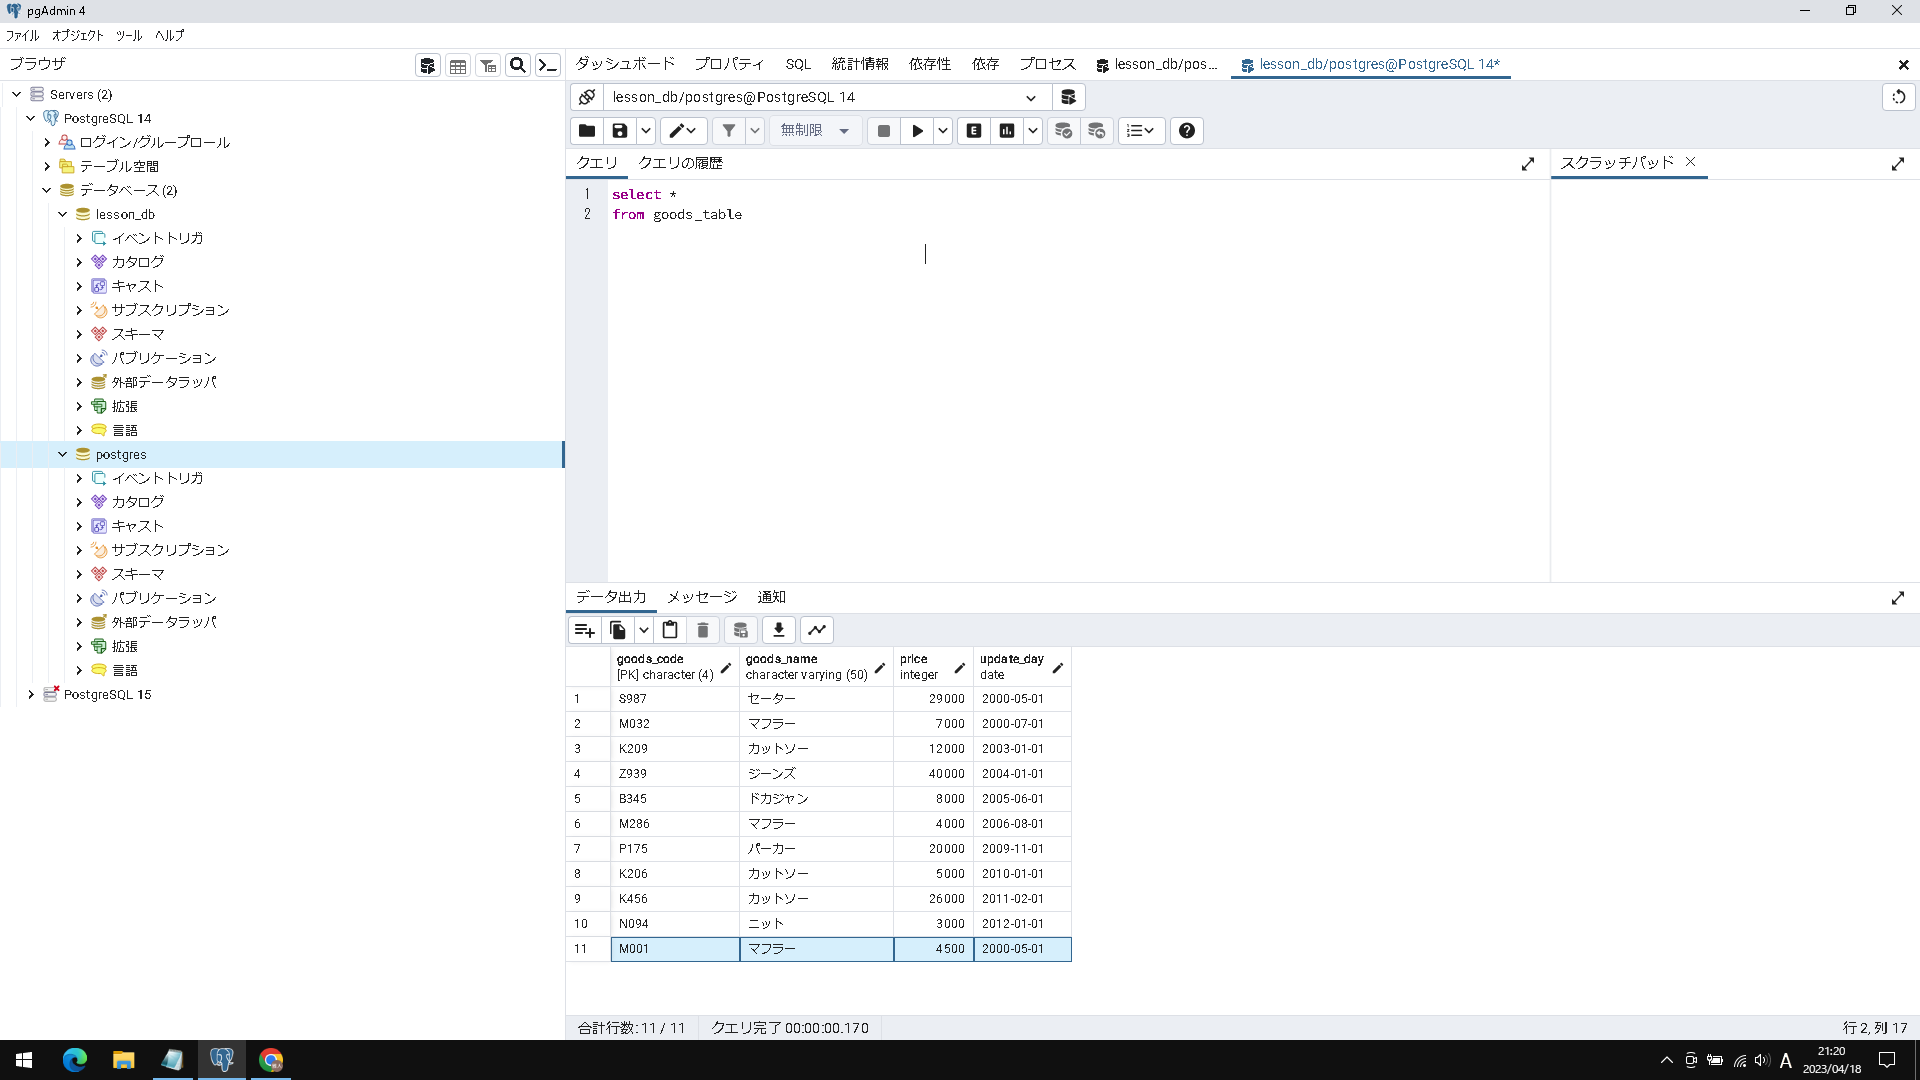 pgAdmin 4
ファイル オブジェクト ツール ヘルプ
ブラウザ
Servers (2)
PostgreSQL 14
ログイン/グループロール
テーブル空間
データベース (2)
lesson_db
イベントトリガ
カタログ
キャスト
サブスクリプション
スキーマ
パブリケーション
外部データラッパ
拡張
言語
postgres
イベントトリガ
カタログ
キャスト
サブスクリプション
スキーマ
パブリケーション
外部データラッパ
拡張
言語
PostgreSQL 15
ダッシュボード プロパティ SQL 統計情報 依存性 依存 プロセス lesson_db/pos... lesson_db/postgres@PostgreSQL 14*
lesson_db/postgres@PostgreSQL 14
無制限 E
クエリ クエリの履歴
スクラッチパッド
1 select *
2 from goods_table
データ出力 メッセージ 通知
goods_code goods_name price update_day
[PK] character (4) character varying (50) integer date
1 S987 セーター 29000 2000-05-01
2 M032 マフラー 7000 2000-07-01
3 K209 カットソー 12000 2003-01-01
4 Z939 ジーンズ 40000 2004-01-01
5 B345 ドカジャン 8000 2005-06-01
6 M286 マフラー 4000 2006-08-01
7 P175 パーカー 20000 2009-11-01
8 K206 カットソー 5000 2010-01-01
9 K456 カットソー 26000 2011-02-01
10 N094 ニット 3000 2012-01-01
11 M001 マフラー 4500 2000-05-01
合計行数: 11 / 11 クエリ完了 00:00:00.170 行 2, 列 17
A 21:20
2023/04/18